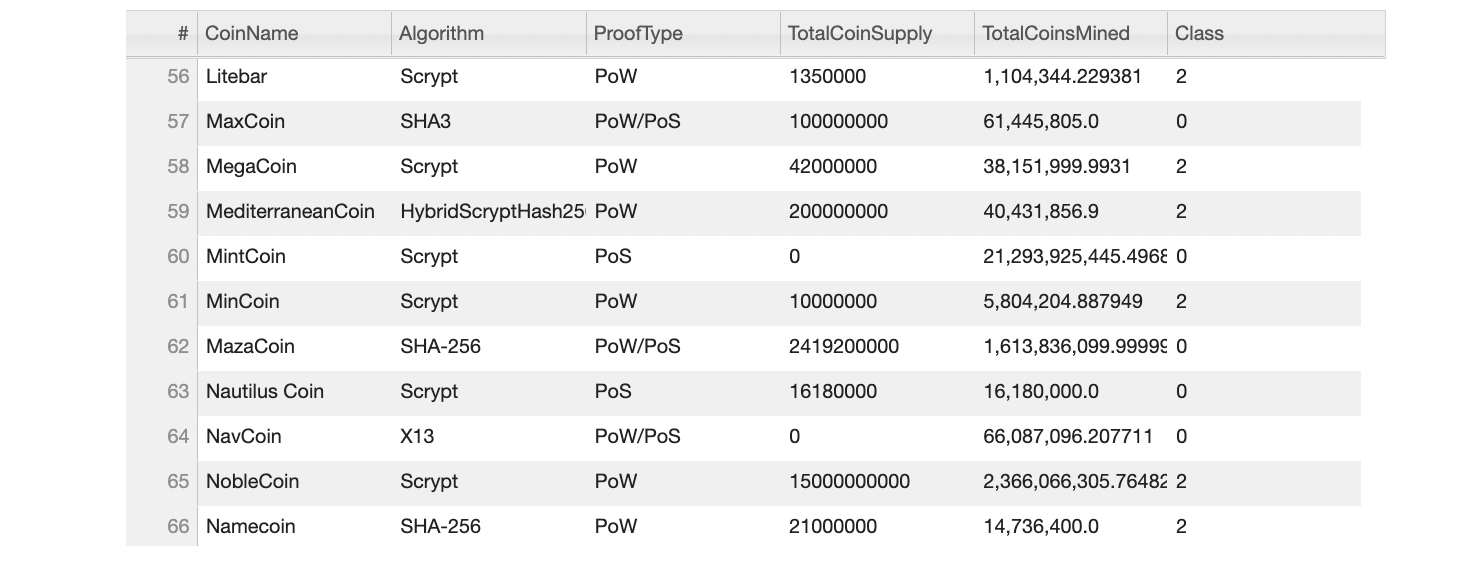 # CoinName Algorithm ProofType TotalCoinSupply TotalCoinsMined Class
56 Litebar Scrypt PoW 1350000 1,104,344.229381 2
57 MaxCoin SHA3 PoW/PoS 100000000 61,445,805.0 0
58 MegaCoin Scrypt PoW 42000000 38,151,999.9931 2
59 MediterraneanCoin HybridScryptHash25 PoW 200000000 40,431,856.9 2
60 MintCoin Scrypt PoS 0 21,293,925,445.4968 0
61 MinCoin Scrypt PoW 10000000 5,804,204.887949 2
62 MazaCoin SHA-256 PoW/PoS 2419200000 1,613,836,099.99999 0
63 Nautilus Coin Scrypt PoS 16180000 16,180,000.0 0
64 NavCoin X13 PoW/PoS 0 66,087,096.207711 0
65 NobleCoin Scrypt PoW 15000000000 2,366,066,305.76482 2
66 Namecoin SHA-256 PoW 21000000 14,736,400.0 2